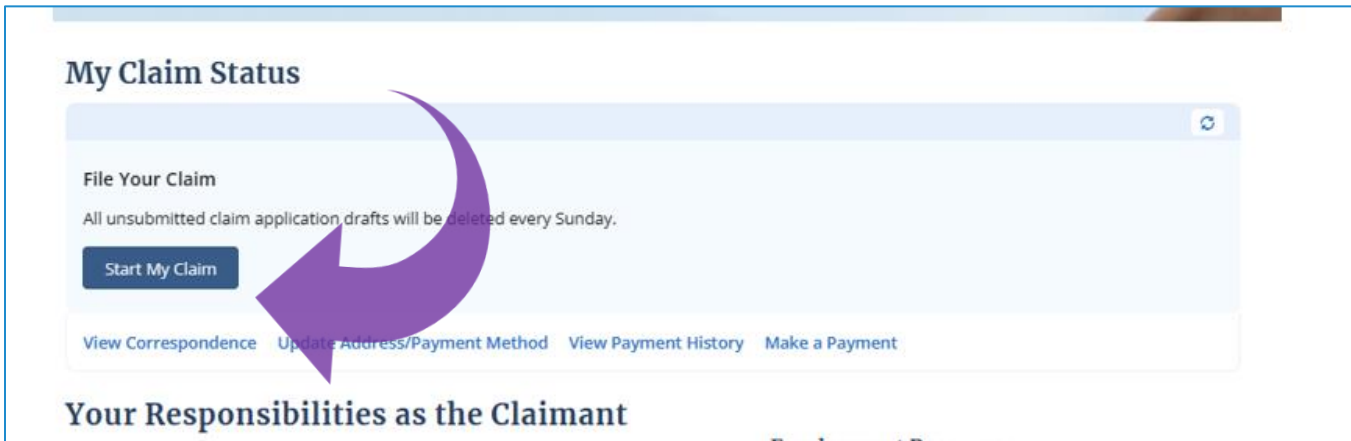 My Claim Status
File Your Claim
All unsubmitted claim application drafts will be deleted every Sunday.
Start My Claim
View Correspondence Update Address/Payment Method View Payment History Make a Payment
Your Responsibilities as the Claimant